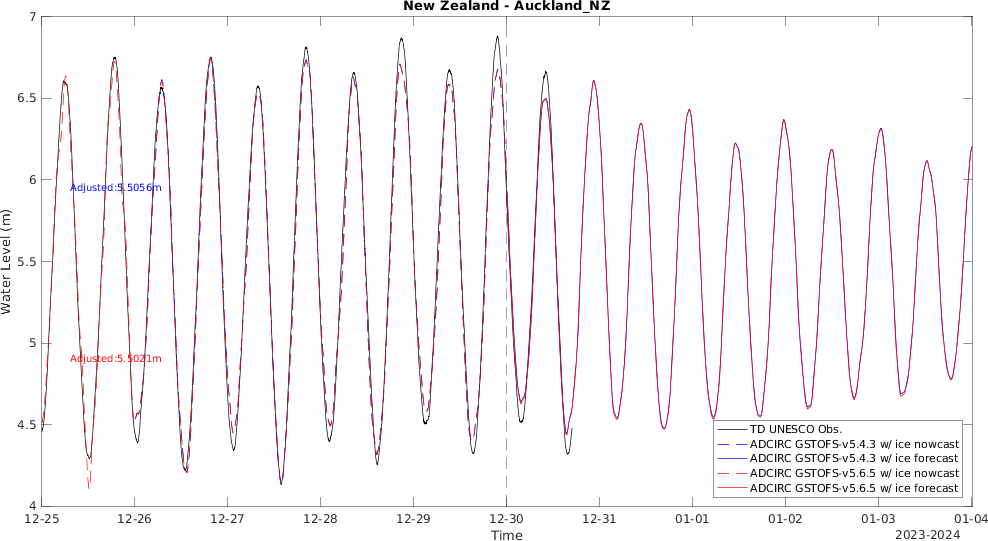 New Zealand - Auckland_NZ
7
6.5
6
5.5
5
4.5
4
Water Level (m)
Adjusted:5.5056m
Adjusted:5.5021m
TD UNESCO Obs.
ADCIRC GSTOFS-v5.4.3 w/ ice nowcast
ADCIRC GSTOFS-v5.4.3 w/ ice forecast
ADCIRC GSTOFS-v5.6.5 w/ ice nowcast
ADCIRC GSTOFS-v5.6.5 w/ ice forecast
12-25 12-26 12-27 12-28 12-29 12-30 12-31 01-01 01-02 01-03 01-04
Time
2023-2024